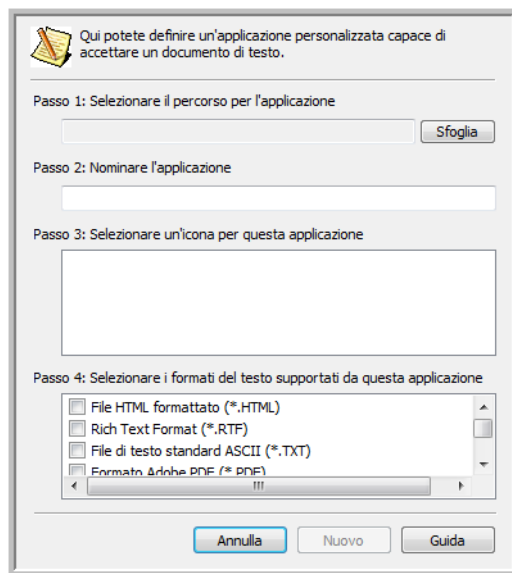 Qui potete definire un'applicazione personalizzata capace di
accettare un documento di testo.
Passo 1: Selezionare il percorso per l'applicazione
Sfoglia
Passo 2: Nominare l'applicazione
Passo 3: Selezionare un'icona per questa applicazione
Passo 4: Selezionare i formati del testo supportati da questa applicazione
File HTML formattato (*.HTML)
Rich Text Format (*.RTF)
File di testo standard ASCII (*.TXT)
Formato Adobe PDF (*.PDF)
Annulla Nuovo Guida